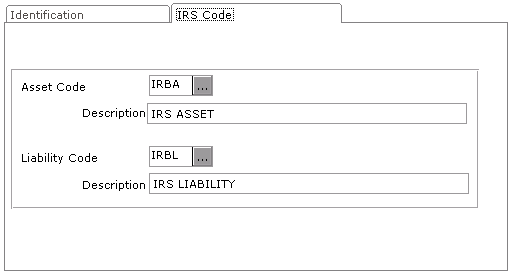 Identification IRS Code
Asset Code IRBA ...
Description IRS ASSET
Liability Code IRBL ...
Description IRS LIABILITY